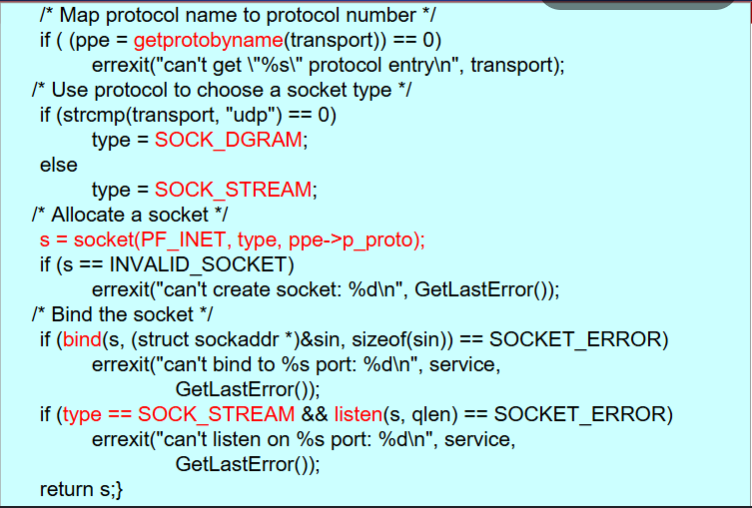 /* Map protocol name to protocol number */
if ( (ppe = getprotobyname(transport)) == 0)
errexit("can't get \"%s\" protocol entry\n", transport);
/* Use protocol to choose a socket type */
if (strcmp(transport, "udp") == 0)
type = SOCK_DGRAM;
else
type = SOCK_STREAM;
/* Allocate a socket */
s = socket(PF_INET, type, ppe->p_proto);
if (s == INVALID_SOCKET)
errexit("can't create socket: %d\n", GetLastError());
/* Bind the socket */
if (bind(s, (struct sockaddr *)&sin, sizeof(sin)) == SOCKET_ERROR)
errexit("can't bind to %s port: %d\n", service,
GetLastError());
if (type == SOCK_STREAM && listen(s, qlen) == SOCKET_ERROR)
errexit("can't listen on %s port: %d\n", service,
GetLastError());
return s;}